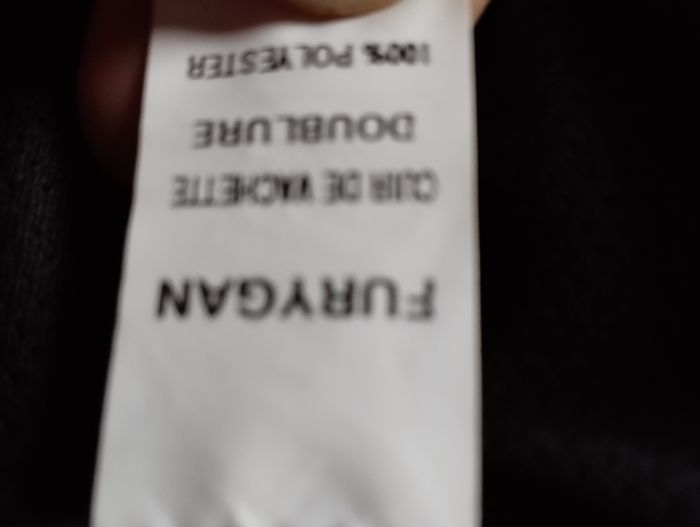 FURYGAN
CUIR DE VACHETTE
DOUBLURE
100% POLYESTER